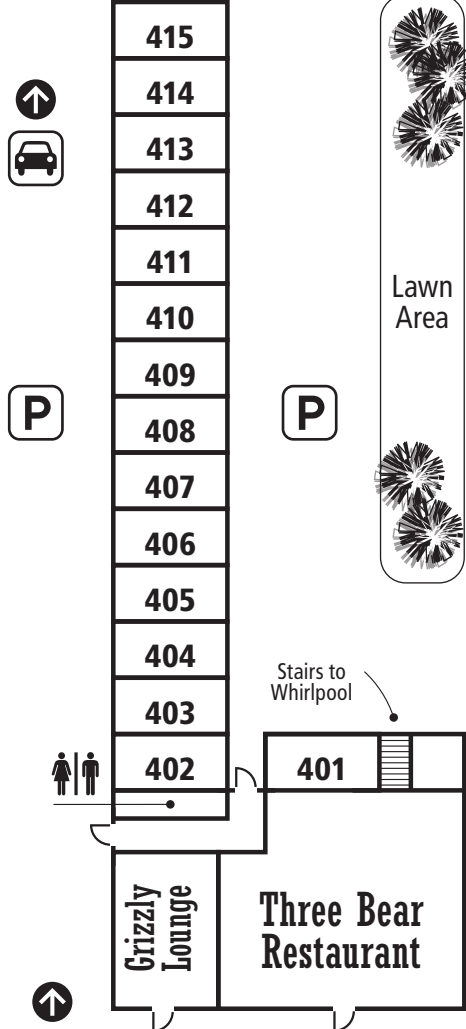 415
414
413
412
411
410
409
408
407
406
405
404
403
402
401
P
P
Lawn
Area
Stairs to
Whirlpool
Grizzly
Lounge
Three Bear
Restaurant